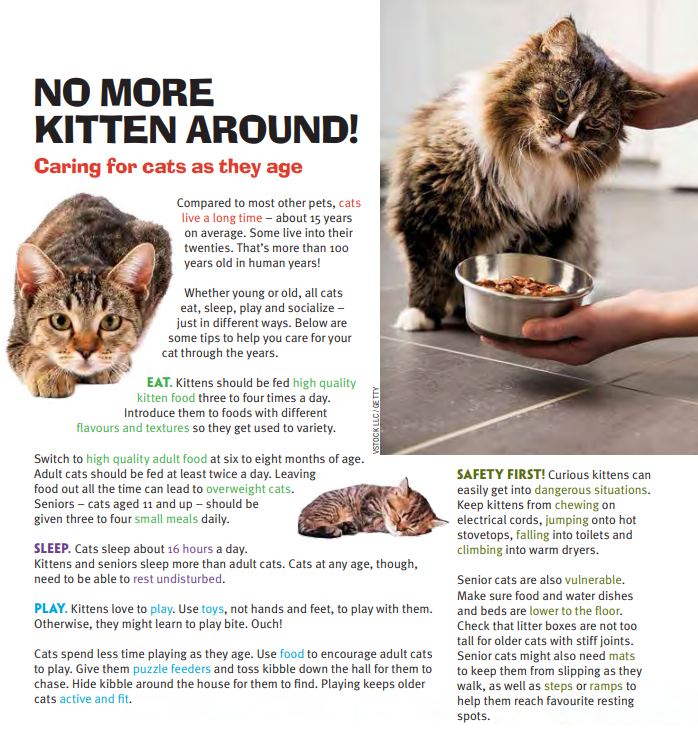 NO MORE
KITTEN AROUND!
Caring for cats as they age
Compared to most other pets, cats
live a long time – about 15 years
on average. Some live into their
twenties. That's more than 100
years old in human years!
Whether young or old, all cats
eat, sleep, play and socialize –
just in different ways. Below are
some tips to help you care for your
cat through the years.
EAT. Kittens should be fed high quality
kitten food three to four times a day.
Introduce them to foods with different
flavours and textures so they get used to variety.
Switch to high quality adult food at six to eight months of age.
Adult cats should be fed at least twice a day. Leaving
food out all the time can lead to overweight cats.
Seniors – cats aged 11 and up – should be
given three to four small meals daily.
SLEEP. Cats sleep about 16 hours a day.
Kittens and seniors sleep more than adult cats. Cats at any age, though,
need to be able to rest undisturbed.
PLAY. Kittens love to play. Use toys, not hands and feet, to play with them.
Otherwise, they might learn to play bite. Ouch!
Cats spend less time playing as they age. Use food to encourage adult cats
to play. Give them puzzle feeders and toss kibble down the hall for them to
chase. Hide kibble around the house for them to find. Playing keeps older
cats active and fit.
VSTOCK LLC / GETTY
SAFETY FIRST! Curious kittens can
easily get into dangerous situations.
Keep kittens from chewing on
electrical cords, jumping onto hot
stovetops, falling into toilets and
climbing into warm dryers.
Senior cats are also vulnerable.
Make sure food and water dishes
and beds are lower to the floor.
Check that litter boxes are not too
tall for older cats with stiff joints.
Senior cats might also need mats
to keep them from slipping as they
walk, as well as steps or ramps to
help them reach favourite resting
spots.